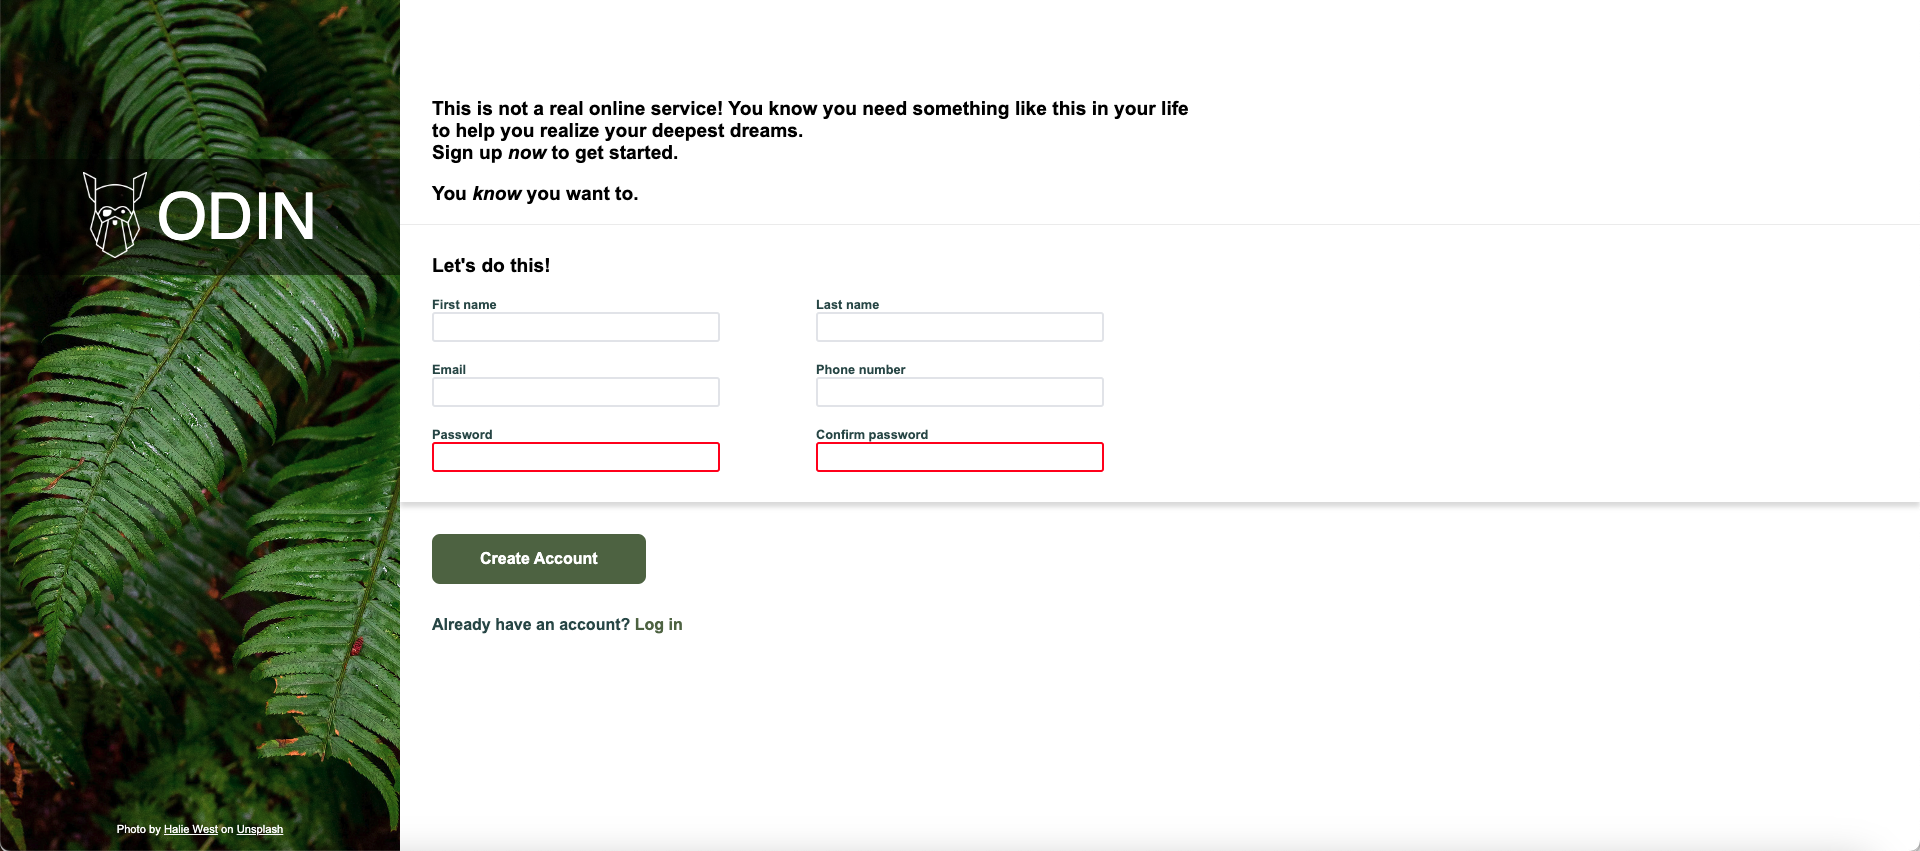 ODIN
Photo by Halie West on Unsplash
This is not a real online service! You know you need something like this in your life
to help you realize your deepest dreams.
Sign up now to get started.
You know you want to.
Let's do this!
First name
Last name
Email
Phone number
Password
Confirm password
Create Account
Already have an account? Log in